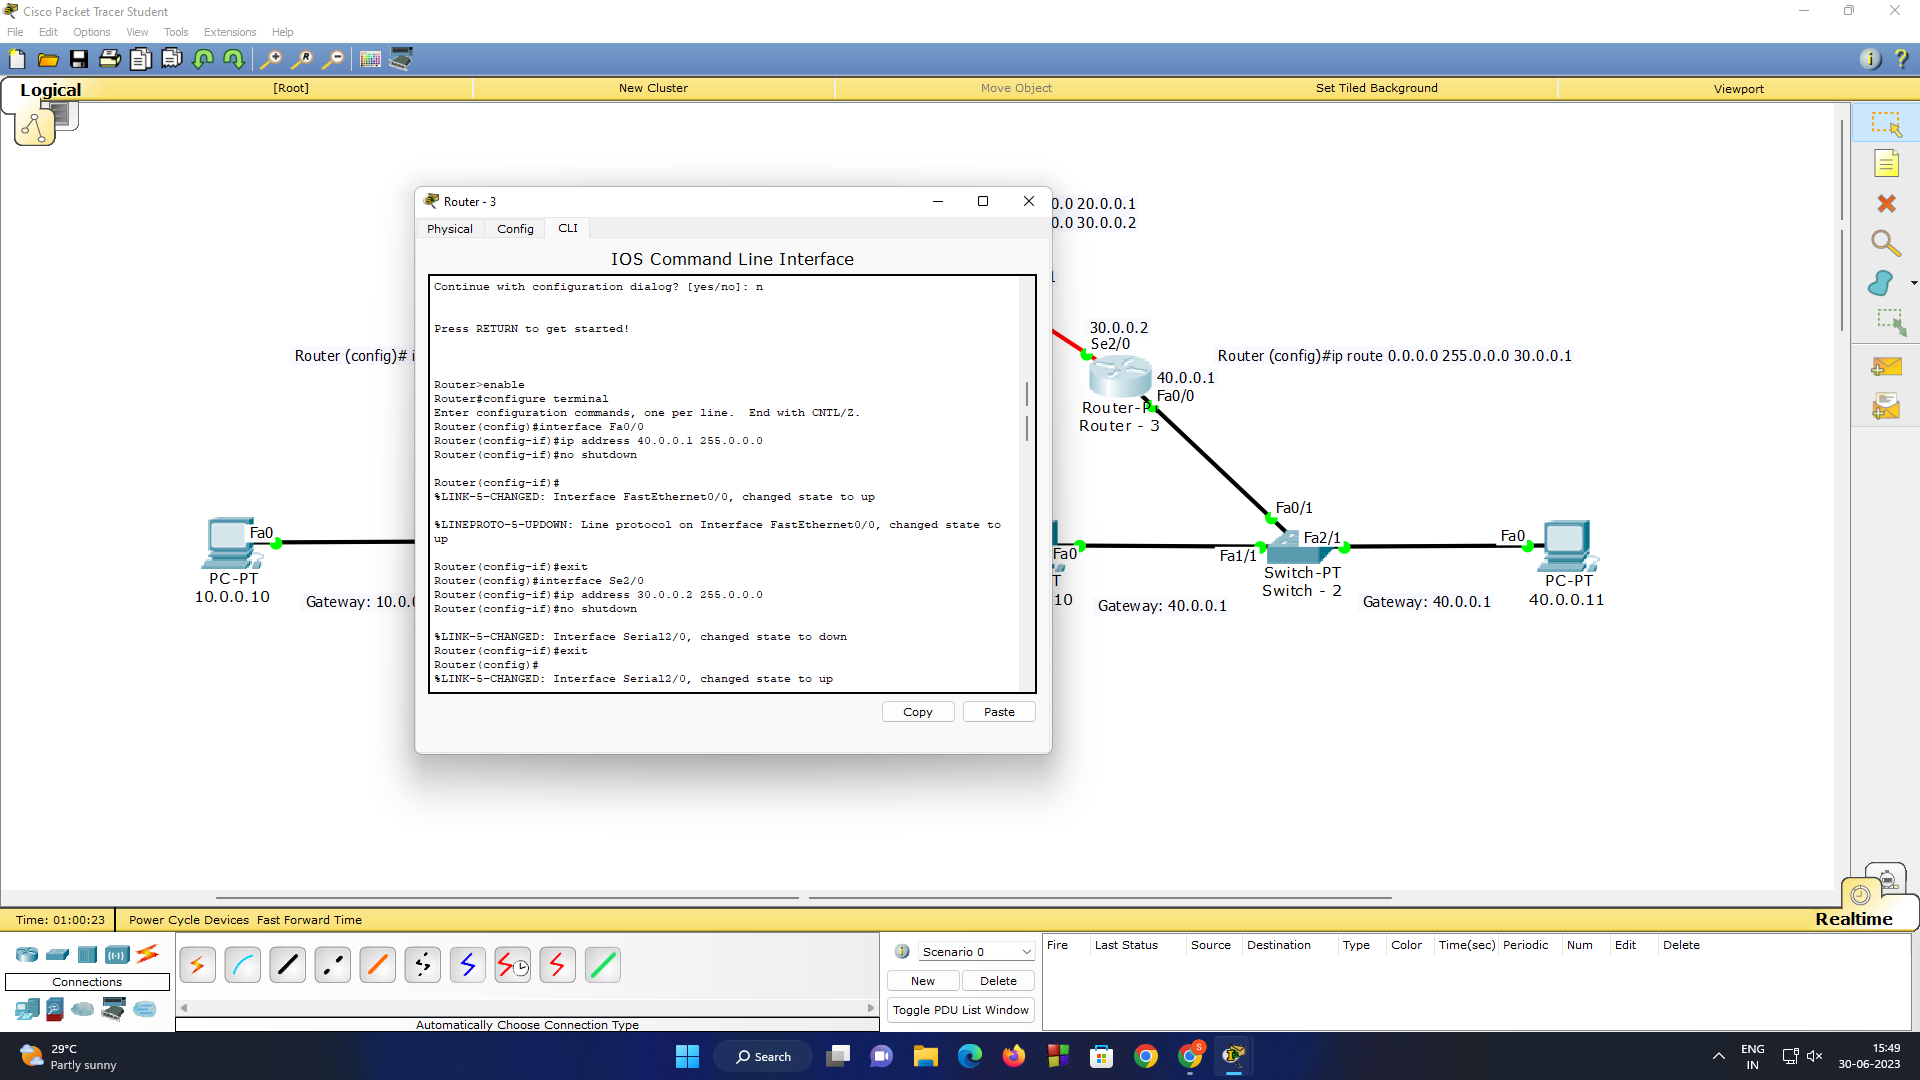 Cisco Packet Tracer Student
File Edit Options View Tools Extensions Help
Logical [Root] New Cluster Move Object Set Tiled Background Viewport
Router - 3
Physical Config CLI
IOS Command Line Interface
Continue with configuration dialog? [yes/no]: n
Press RETURN to get started!
Router>enable
Router#configure terminal
Enter configuration commands, one per line.  End with CNTL/Z.
Router(config)#interface Fa0/0
Router(config-if)#ip address 40.0.0.1 255.0.0.0
Router(config-if)#no shutdown
Router(config-if)#
%LINK-5-CHANGED: Interface FastEthernet0/0, changed state to up
%LINEPROTO-5-UPDOWN: Line protocol on Interface FastEthernet0/0, changed state to
up
Router(config-if)#exit
Router(config)#interface Se2/0
Router(config-if)#ip address 30.0.0.2 255.0.0.0
Router(config-if)#no shutdown
%LINK-5-CHANGED: Interface Serial2/0, changed state to down
Router(config-if)#exit
Router(config)#
%LINK-5-CHANGED: Interface Serial2/0, changed state to up
Copy Paste
.0 20.0.0.1
.0 30.0.0.2
30.0.0.2
Se2/0
Router (config)# i
Router (config)#ip route 0.0.0.0 255.0.0.0 30.0.0.1
40.0.0.1
Fa0/0
Router-P
Router - 3
Fa0/1
Fa0
Fa0
Fa1/1
Fa2/1
Fa0
PC-PT
10.0.0.10
Gateway: 10.0.0
T
10
Gateway: 40.0.0.1
Switch-PT
Switch - 2
Gateway: 40.0.0.1
PC-PT
40.0.0.11
Time: 01:00:23 Power Cycle Devices Fast Forward Time
Realtime
Connections
Automatically Choose Connection Type
Scenario 0
New Delete
Toggle PDU List Window
Fire Last Status Source Destination Type Color Time(sec) Periodic Num Edit Delete
29°C
Partly sunny
Search
S
ENG
IN
15:49
30-06-2023